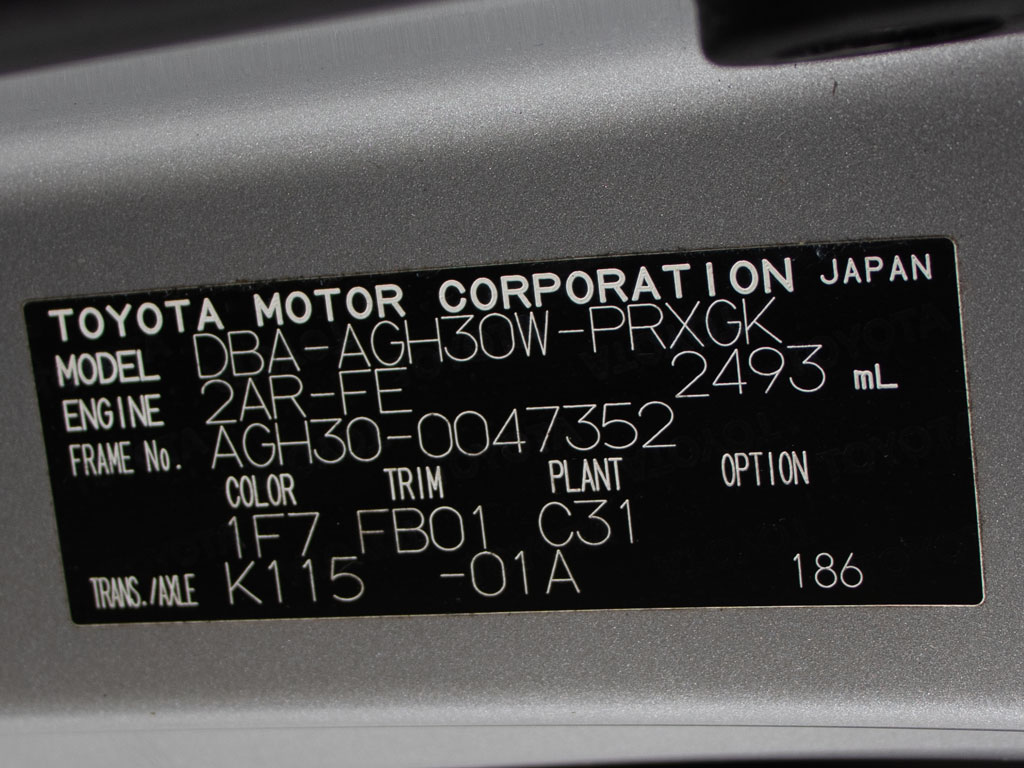 TOYOTA MOTOR CORPORATION JAPAN
MODEL DBA-AGH30W-PRXGK
ENGINE 2AR-FE 2493 mL
FRAME No. AGH30-0047352
COLOR TRIM PLANT OPTION
1F7 FB01 C31
TRANS./AXLE K115 -01A 186